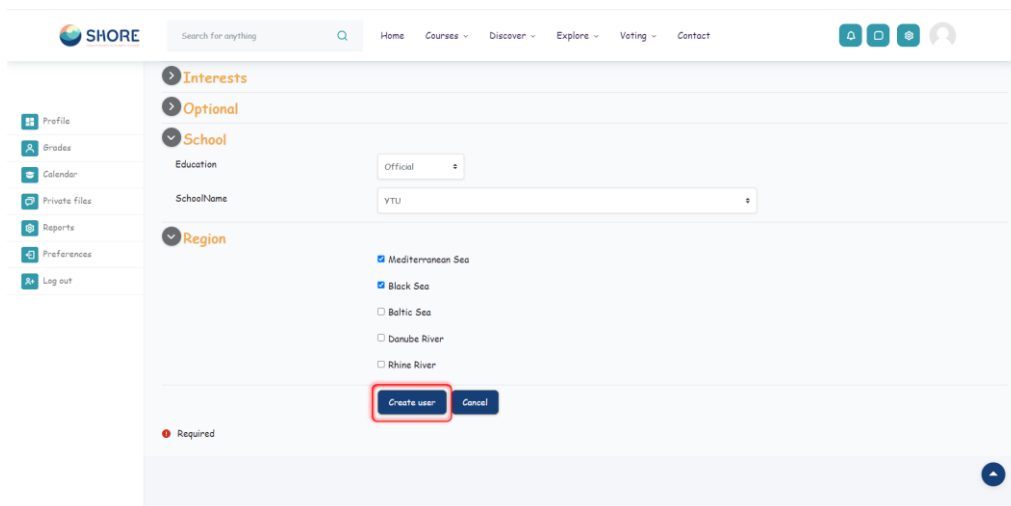 SHORE
Search for anything
Home Courses Discover Explore Voting Contact
Interests
Optional
Profile
School
Grades
Education Official
Calendar
SchoolName YTU
Private files
Reports
Region
Preferences
Mediterranean Sea
Log out
Black Sea
Baltic Sea
Danube River
Rhine River
Create user Cancel
Required